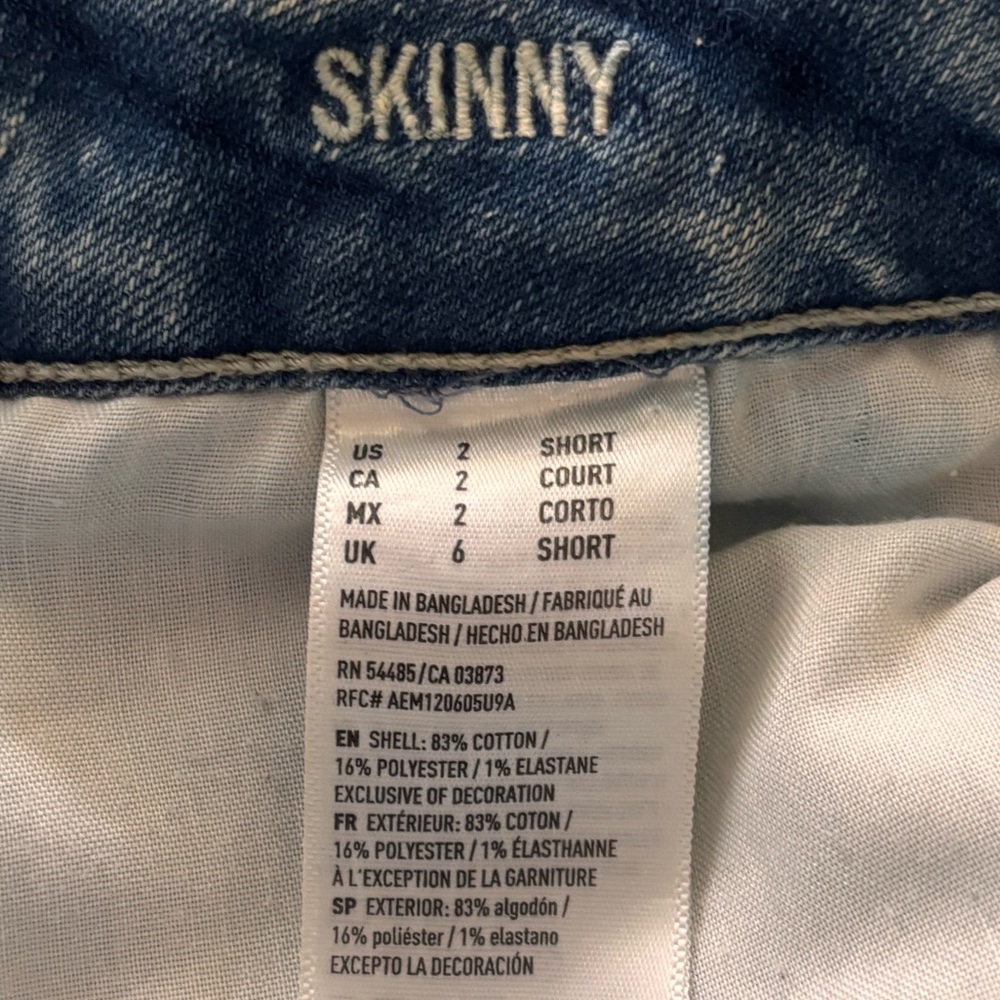 SKINNY
US 2 SHORT
CA 2 COURT
MX 2 CORTO
UK 6 SHORT
MADE IN BANGLADESH / FABRIQUÉ AU
BANGLADESH / HECHO EN BANGLADESH
RN 54485/CA 03873
RFC# AEM120605U9A
EN SHELL: 83% COTTON /
16% POLYESTER / 1% ELASTANE
EXCLUSIVE OF DECORATION
FR EXTÉRIEUR: 83% COTON /
16% POLYESTER / 1% ÉLASTHANNE
À L'EXCEPTION DE LA GARNITURE
SP EXTERIOR: 83% algodón /
16% poliéster / 1% elastano
EXCEPTO LA DECORACIÓN